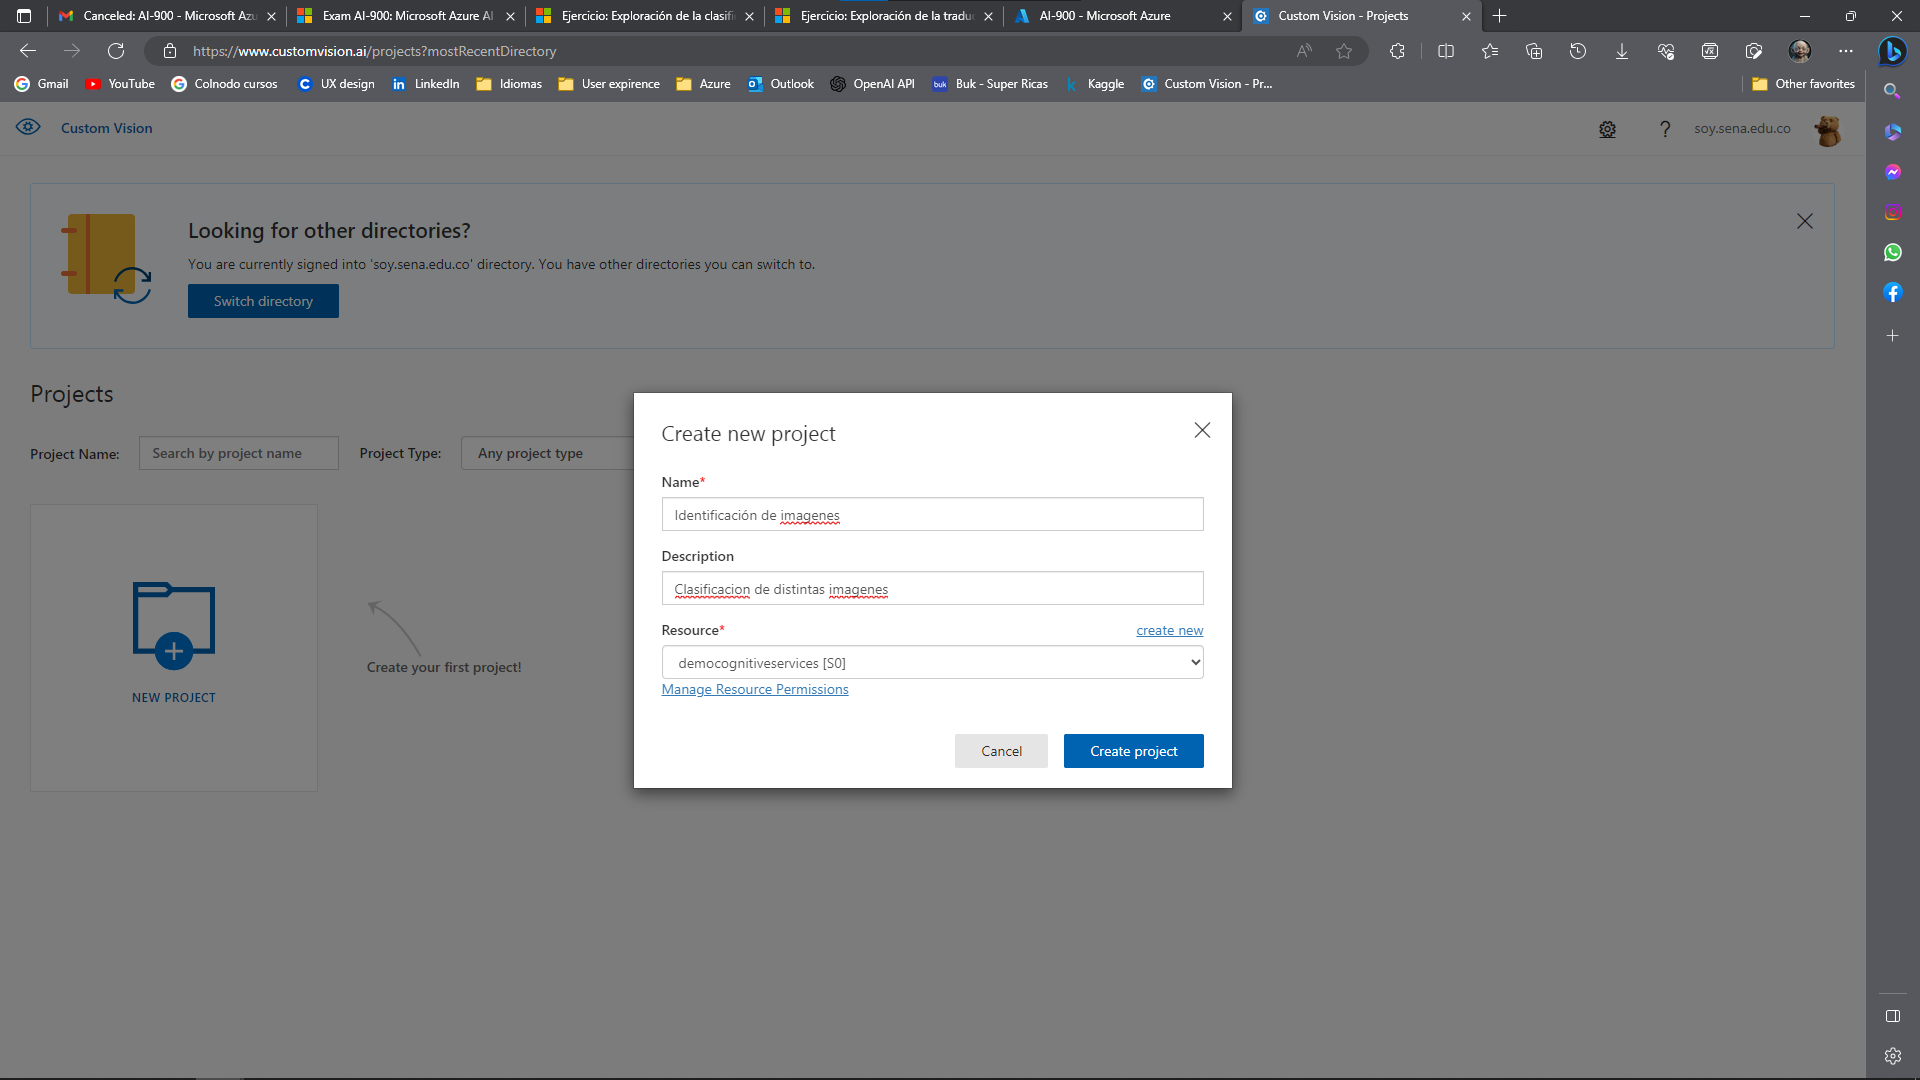 Canceled: AI-900 - Microsoft Azu
Exam AI-900: Microsoft Azure AI
Ejercicio: Exploración de la clasifi
Ejercicio: Exploración de la traduc
AI-900 - Microsoft Azure
Custom Vision - Projects
https://www.customvision.ai/projects?mostRecentDirectory
Gmail
YouTube
Colnodo cursos
UX design
LinkedIn
Idiomas
User expirence
Azure
Outlook
OpenAI API
Buk - Super Ricas
Kaggle
Custom Vision - Pr...
Other favorites
Custom Vision
?
soy.sena.edu.co
Looking for other directories?
You are currently signed into 'soy.sena.edu.co' directory. You have other directories you can switch to.
Switch directory
Projects
Project Name:
Search by project name
Project Type:
Any project type
NEW PROJECT
Create your first project!
Create new project
Name*
Identificación de imagenes
Description
Clasificacion de distintas imagenes
Resource*
create new
democognitiveservices [S0]
Manage Resource Permissions
Cancel
Create project